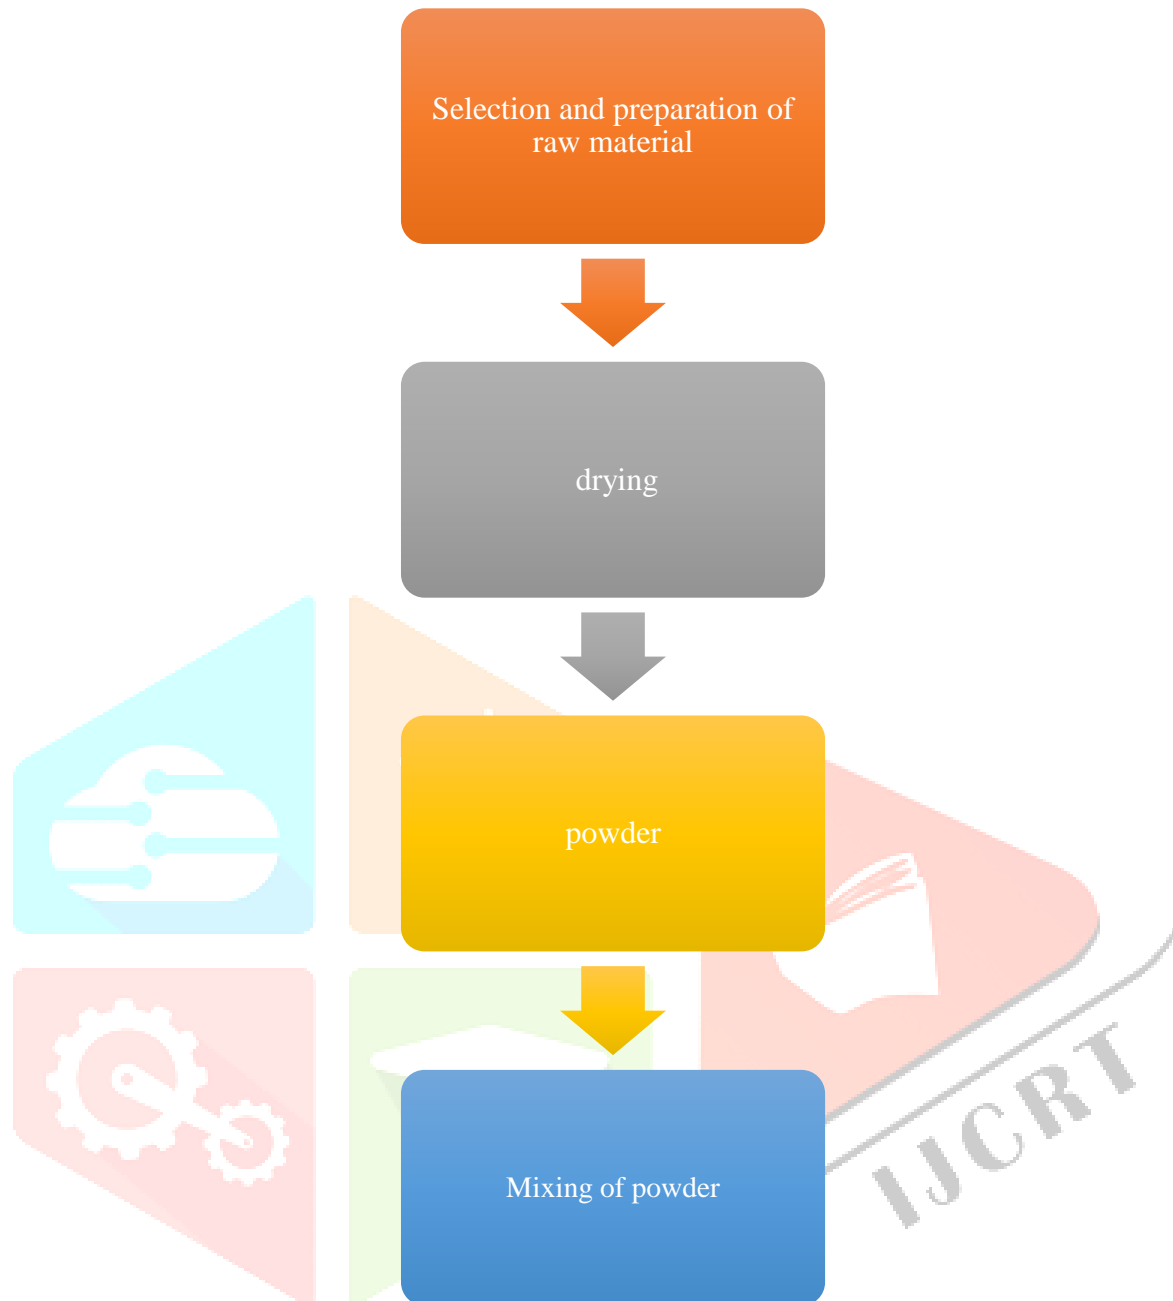 Selection and preparation of
raw material
drying
powder
Mixing of powder
IJCRT